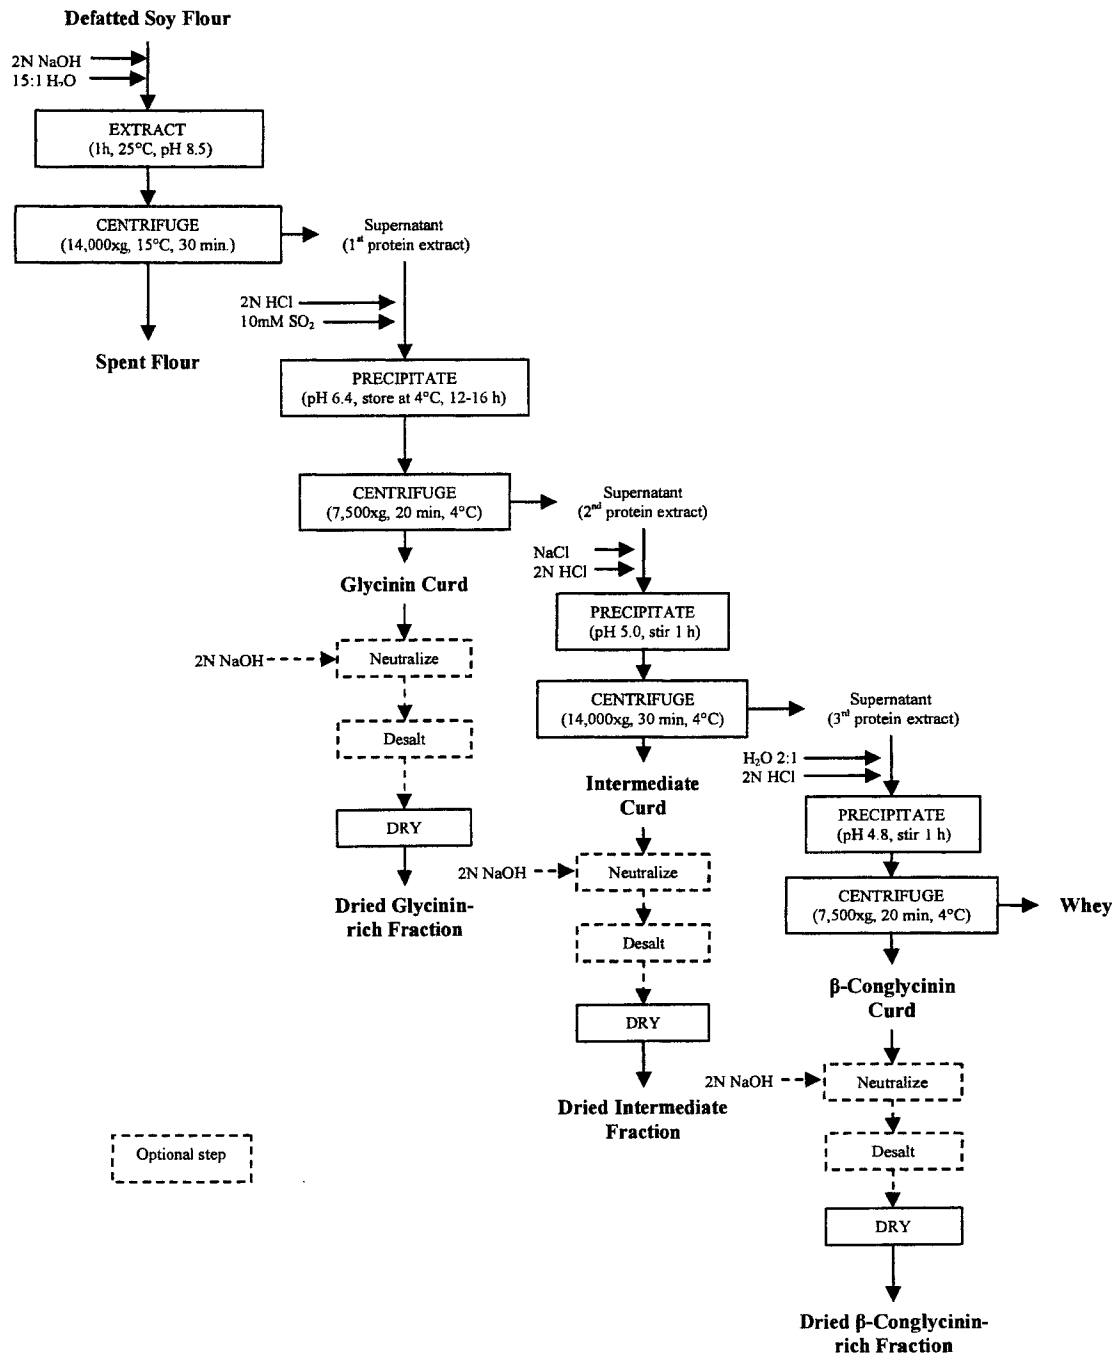 Defatted Soy Flour
2N NaOH
15:1 H₂O
EXTRACT
(1h, 25°C, pH 8.5)
CENTRIFUGE
(14,000xg, 15°C, 30 min.)
Supernatant
(1st protein extract)
2N HCl
10mM SO₂
Spent Flour
PRECIPITATE
(pH 6.4, store at 4°C, 12-16 h)
CENTRIFUGE
(7,500xg, 20 min, 4°C)
Supernatant
(2nd protein extract)
NaCl
2N HCl
Glycinin Curd
PRECIPITATE
(pH 5.0, stir 1 h)
2N NaOH
Neutralize
CENTRIFUGE
(14,000xg, 30 min, 4°C)
Supernatant
(3rd protein extract)
Desalt
H₂O 2:1
2N HCl
Intermediate
Curd
DRY
PRECIPITATE
(pH 4.8, stir 1 h)
2N NaOH
Neutralize
Dried Glycinin-
rich Fraction
CENTRIFUGE
(7,500xg, 20 min, 4°C)
Whey
Desalt
β-Conglycinin
Curd
DRY
2N NaOH
Neutralize
Dried Intermediate
Fraction
Optional step
Desalt
DRY
Dried β-Conglycinin-
rich Fraction